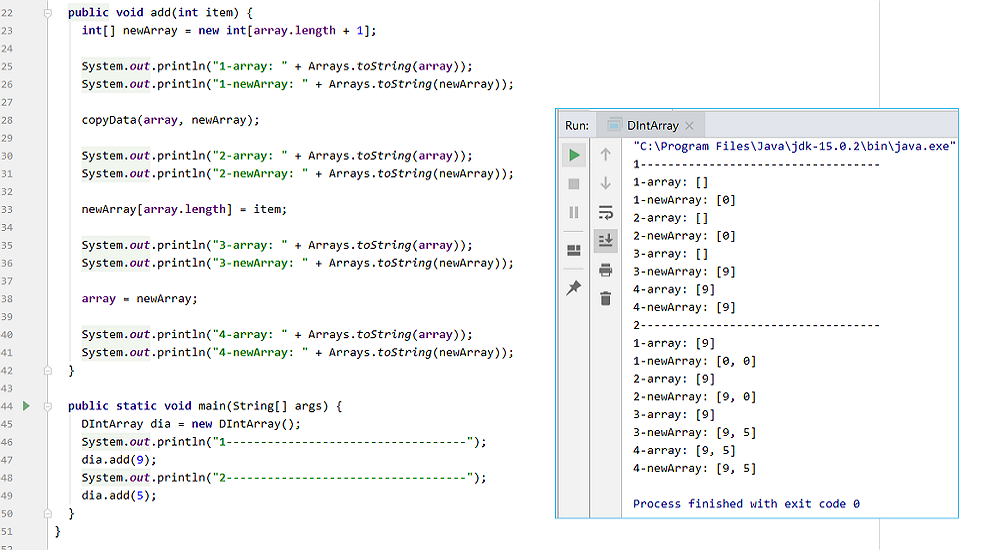 22 public void add(int item) {
23 int[] newArray = new int[array.length + 1];
24
25 System.out.println("1-array: " + Arrays.toString(array));
26 System.out.println("1-newArray: " + Arrays.toString(newArray));
27
28 copyData(array, newArray);
29
30 System.out.println("2-array: " + Arrays.toString(array));
31 System.out.println("2-newArray: " + Arrays.toString(newArray));
32
33 newArray[array.length] = item;
34
35 System.out.println("3-array: " + Arrays.toString(array));
36 System.out.println("3-newArray: " + Arrays.toString(newArray));
37
38 array = newArray;
39
40 System.out.println("4-array: " + Arrays.toString(array));
41 System.out.println("4-newArray: " + Arrays.toString(newArray));
42 }
43
44 public static void main(String[] args) {
45 DIntArray dia = new DIntArray();
46 System.out.println("1-----------------------------------");
47 dia.add(9);
48 System.out.println("2-----------------------------------");
49 dia.add(5);
50 }
51 }
52
Run: DIntArray
"C:\Program Files\Java\jdk-15.0.2\bin\java.exe"
1-----------------------------------
1-array: []
1-newArray: [0]
2-array: []
2-newArray: [0]
3-array: []
3-newArray: [9]
4-array: [9]
4-newArray: [9]
2-----------------------------------
1-array: [9]
1-newArray: [0, 0]
2-array: [9]
2-newArray: [9, 0]
3-array: [9]
3-newArray: [9, 5]
4-array: [9, 5]
4-newArray: [9, 5]
Process finished with exit code 0